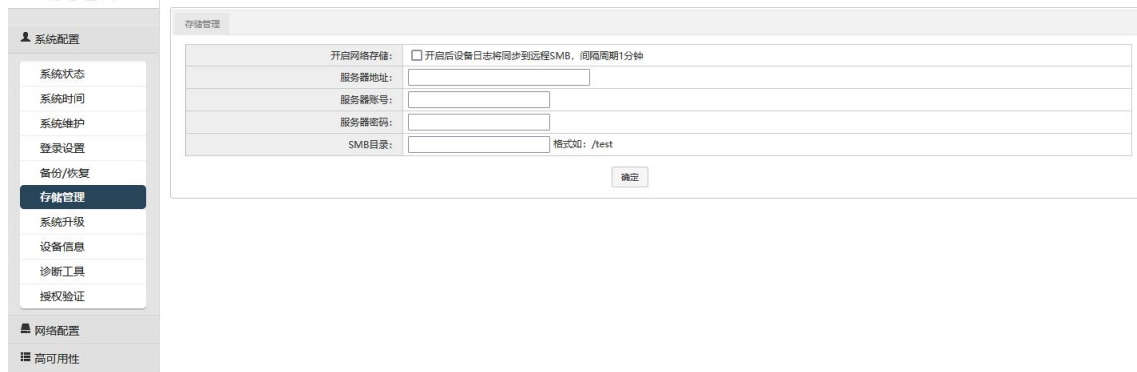 系统配置
系统状态
系统时间
系统维护
登录设置
备份/恢复
存储管理
系统升级
设备信息
诊断工具
授权验证
网络配置
高可用性
存储管理
开启网络存储： 开启后设备日志将同步到远程SMB，间隔周期1分钟
服务器地址：
服务器账号：
服务器密码：
SMB目录： 格式如：/test
确定